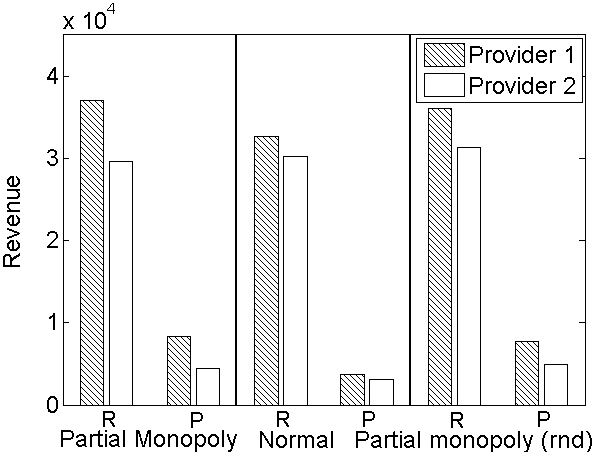 x 10^4
4
3
2
1
0
Revenue
Provider 1
Provider 2
R P R P R P
Partial Monopoly Normal Partial monopoly (rnd)